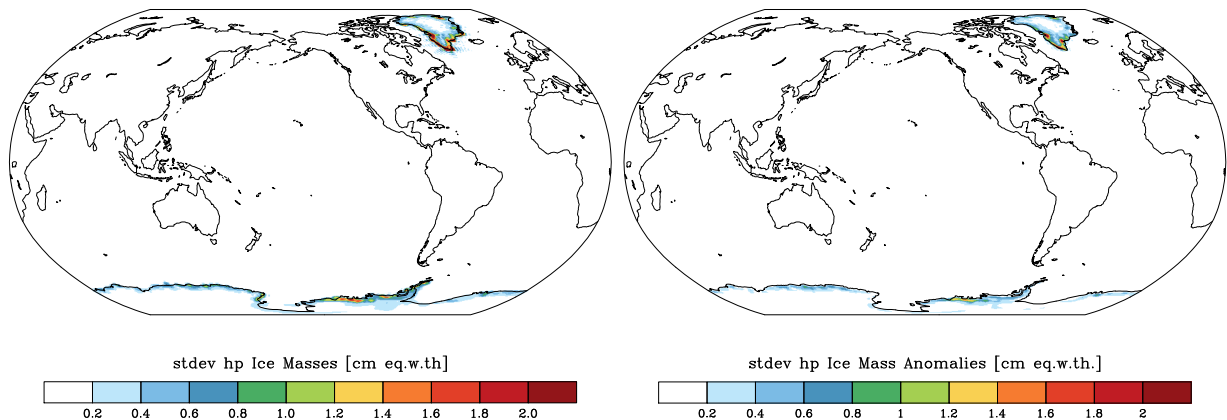 stdev hp Ice Masses [cm eq.w.th]
0.2 0.4 0.6 0.8 1.0 1.2 1.4 1.6 1.8 2.0
stdev hp Ice Mass Anomalies [cm eq.w.th.]
0.2 0.4 0.6 0.8 1 1.2 1.4 1.6 1.8 2